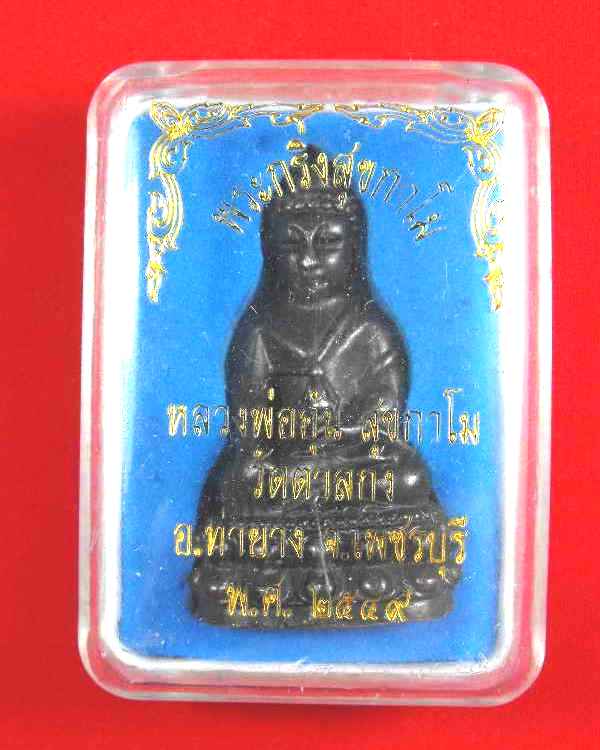 พระกริ่งสุขกาโม
หลวงพ่ออุ้น สุขกาโม
วัดตาลกง
อ.ท่ายาง จ.เพชรบุรี
พ.ศ. ๒๕๔๙